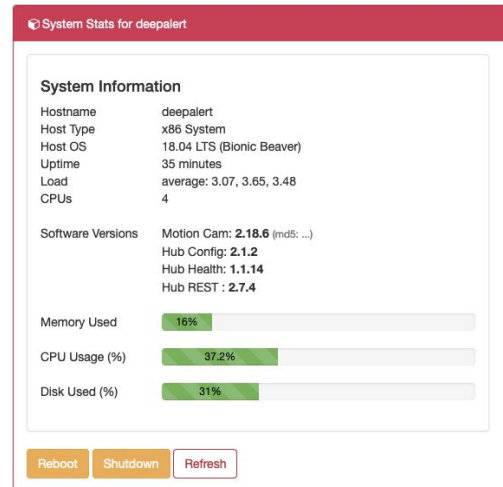 System Stats for deepalert
System Information
Hostname deepalert
Host Type x86 System
Host OS 18.04 LTS (Bionic Beaver)
Uptime 35 minutes
Load average: 3.07, 3.65, 3.48
CPUs 4
Software Versions Motion Cam: 2.18.6 (md5: ...)
Hub Config: 2.1.2
Hub Health: 1.1.14
Hub REST : 2.7.4
Memory Used 16%
CPU Usage (%) 37.2%
Disk Used (%) 31%
Reboot Shutdown Refresh